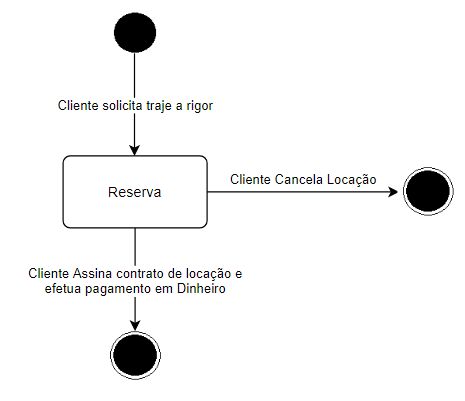 Cliente solicita traje a rigor
Cliente Cancela Locação
Reserva
Cliente Assina contrato de locação e
efetua pagamento em Dinheiro